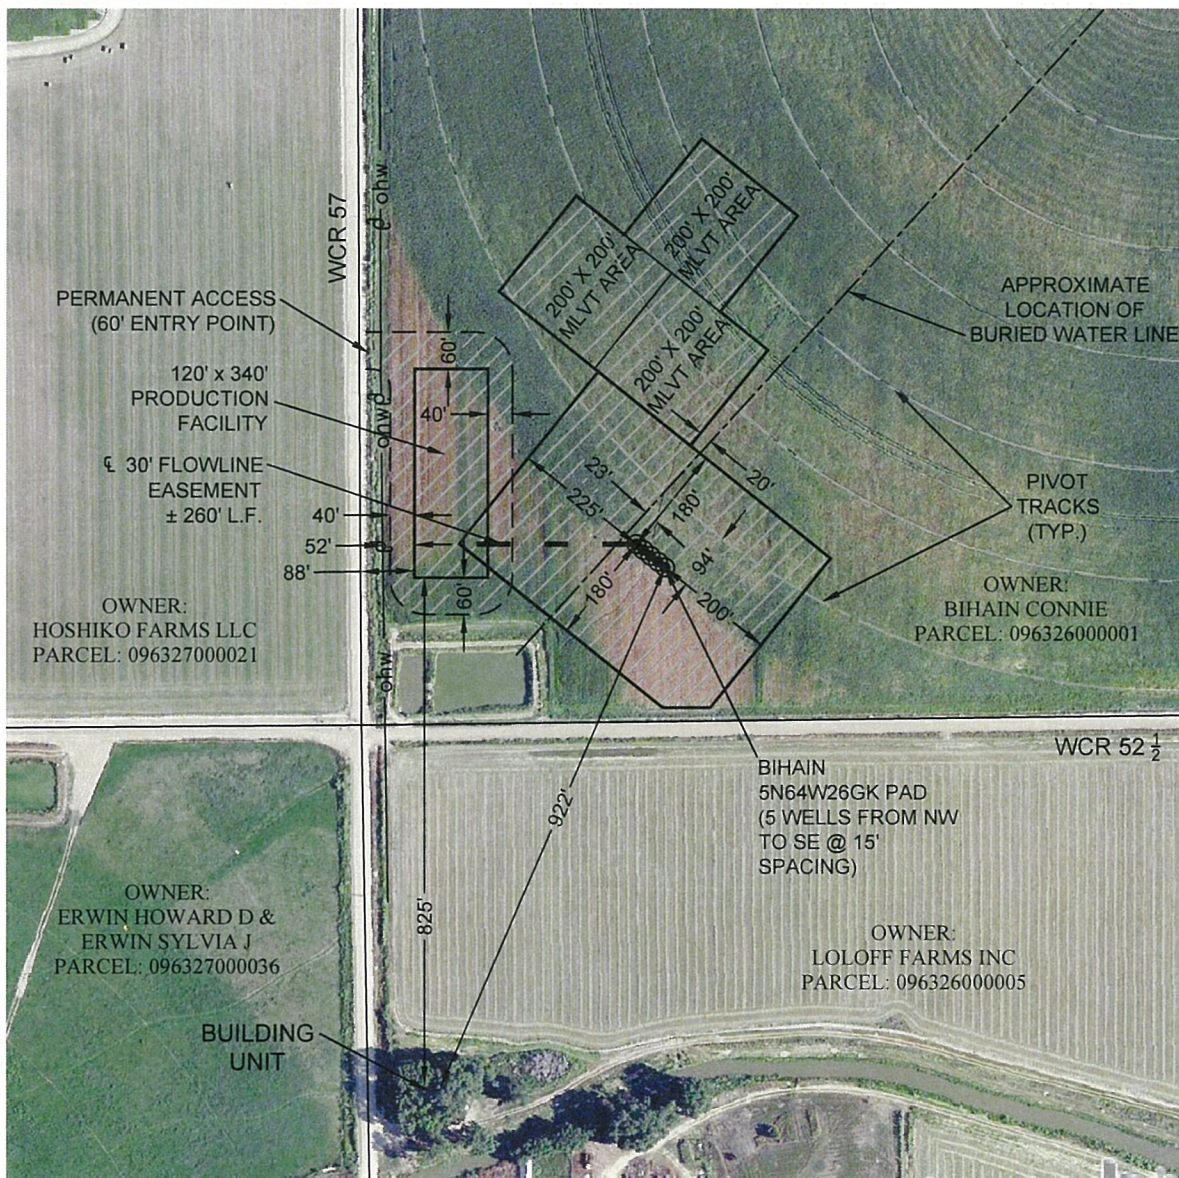 ohw
WCR 57
200' X 200'
MLVT AREA
200' X 200'
MLVT AREA
200' X 200'
MLVT AREA
PERMANENT ACCESS
(60' ENTRY POINT)
APPROXIMATE
LOCATION OF
BURIED WATER LINE
120' x 340'
PRODUCTION
FACILITY
60'
40'
ohw
℄ 30' FLOWLINE
EASEMENT
± 260' L.F.
40'
52'
88'
23'
225'
180'
20'
94'
180'
200'
60'
PIVOT
TRACKS
(TYP.)
OWNER:
HOSHIKO FARMS LLC
PARCEL: 096327000021
OWNER:
BIHAIN CONNIE
PARCEL: 096326000001
ohw
WCR 52 ½
BIHAIN
5N64W26GK PAD
(5 WELLS FROM NW
TO SE @ 15'
SPACING)
922'
825'
OWNER:
ERWIN HOWARD D &
ERWIN SYLVIA J
PARCEL: 096327000036
OWNER:
LOLOFF FARMS INC
PARCEL: 096326000005
BUILDING
UNIT